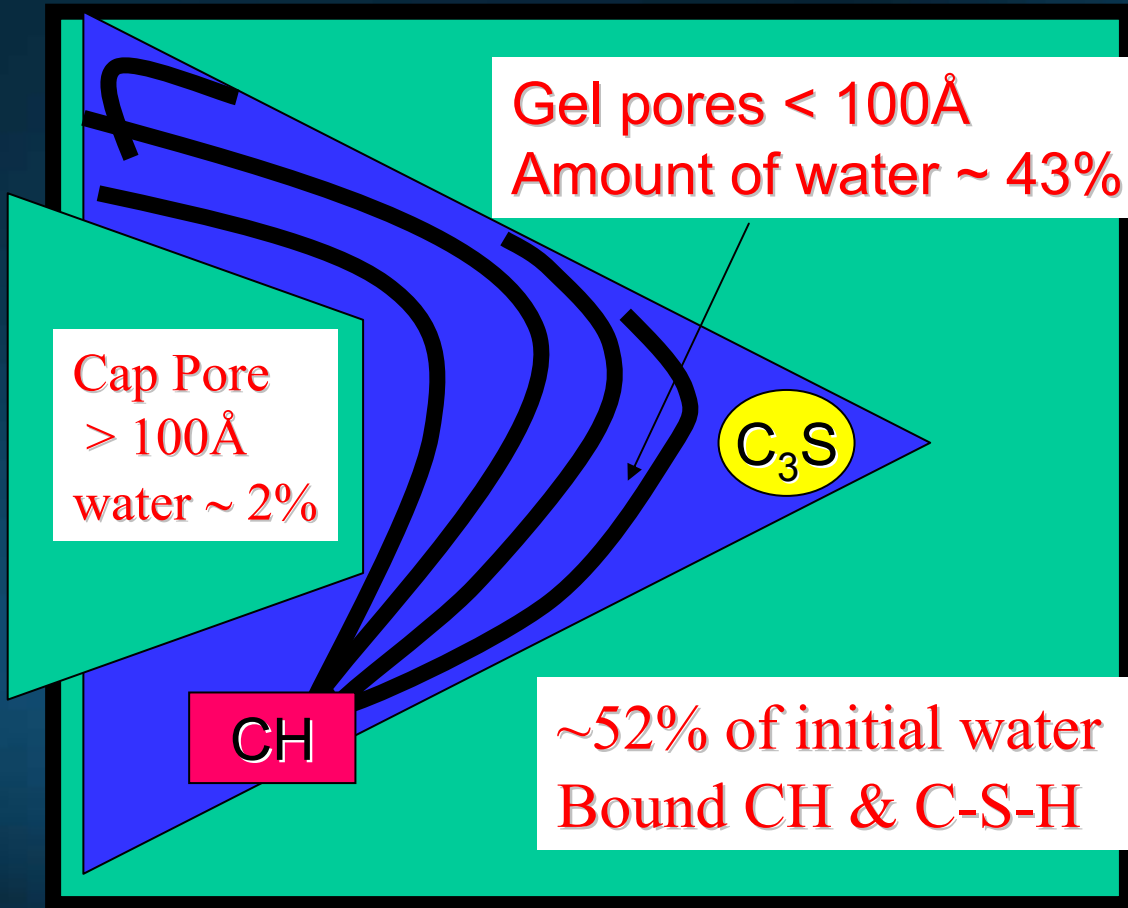 Gel pores < 100Å
Amount of water ~ 43%
Cap Pore
> 100Å
water ~ 2%
C₃S
CH
~52% of initial water
Bound CH & C-S-H